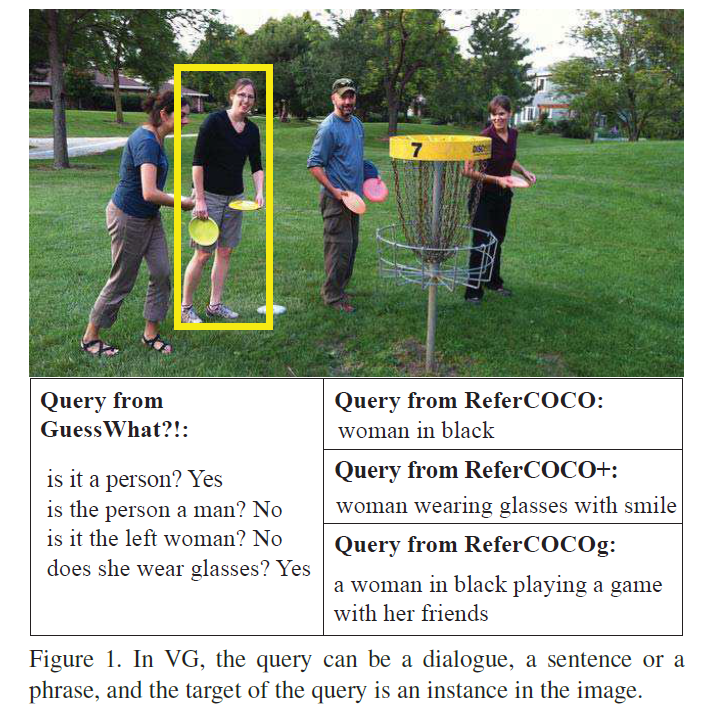 7
DISC
Query from
GuessWhat?!:
is it a person? Yes
is the person a man? No
is it the left woman? No
does she wear glasses? Yes
Query from ReferCOCO:
woman in black
Query from ReferCOCO+:
woman wearing glasses with smile
Query from ReferCOCOg:
a woman in black playing a game
with her friends
Figure 1. In VG, the query can be a dialogue, a sentence or a
phrase, and the target of the query is an instance in the image.